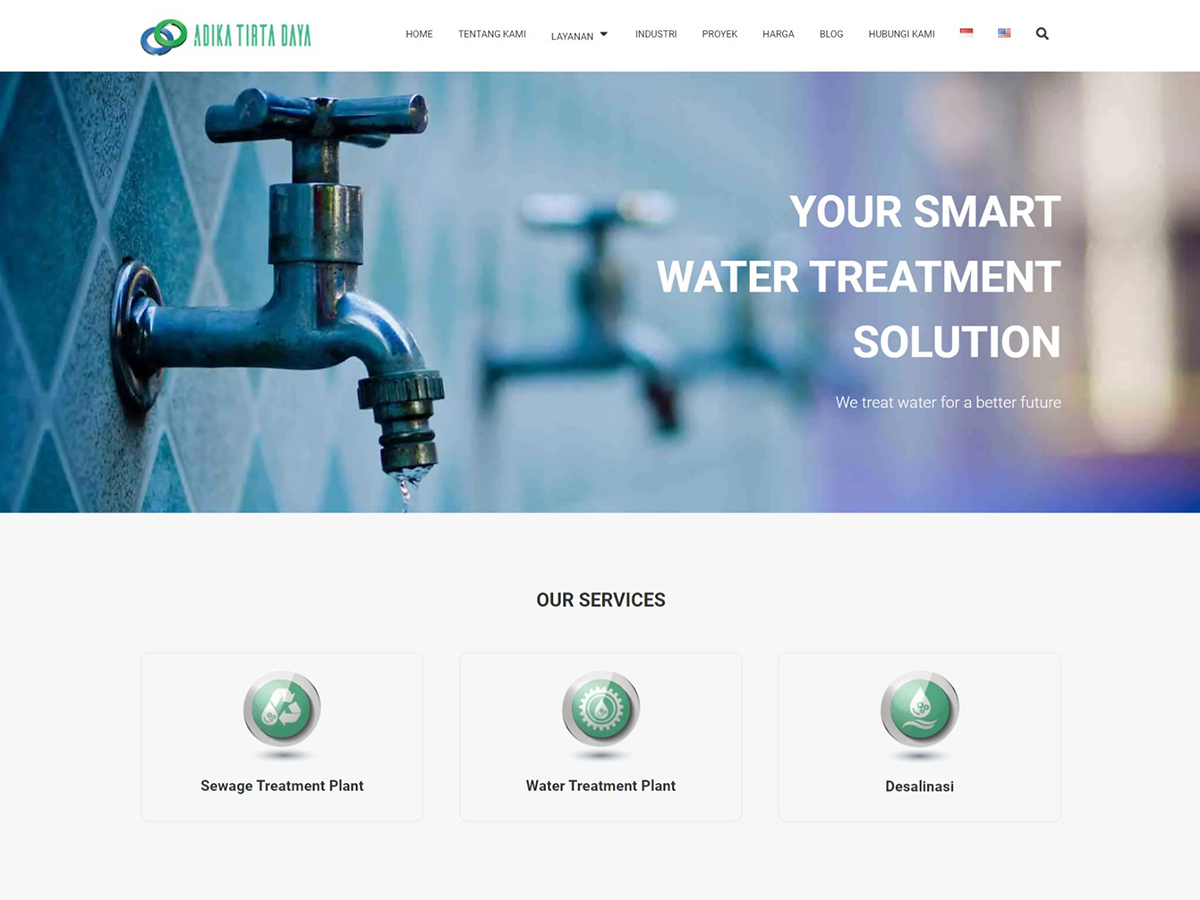 ADIKA TIRTA DAYA
HOME TENTANG KAMI LAYANAN INDUSTRI PROYEK HARGA BLOG HUBUNGI KAMI
YOUR SMART
WATER TREATMENT
SOLUTION
We treat water for a better future
OUR SERVICES
Sewage Treatment Plant Water Treatment Plant Desalinasi